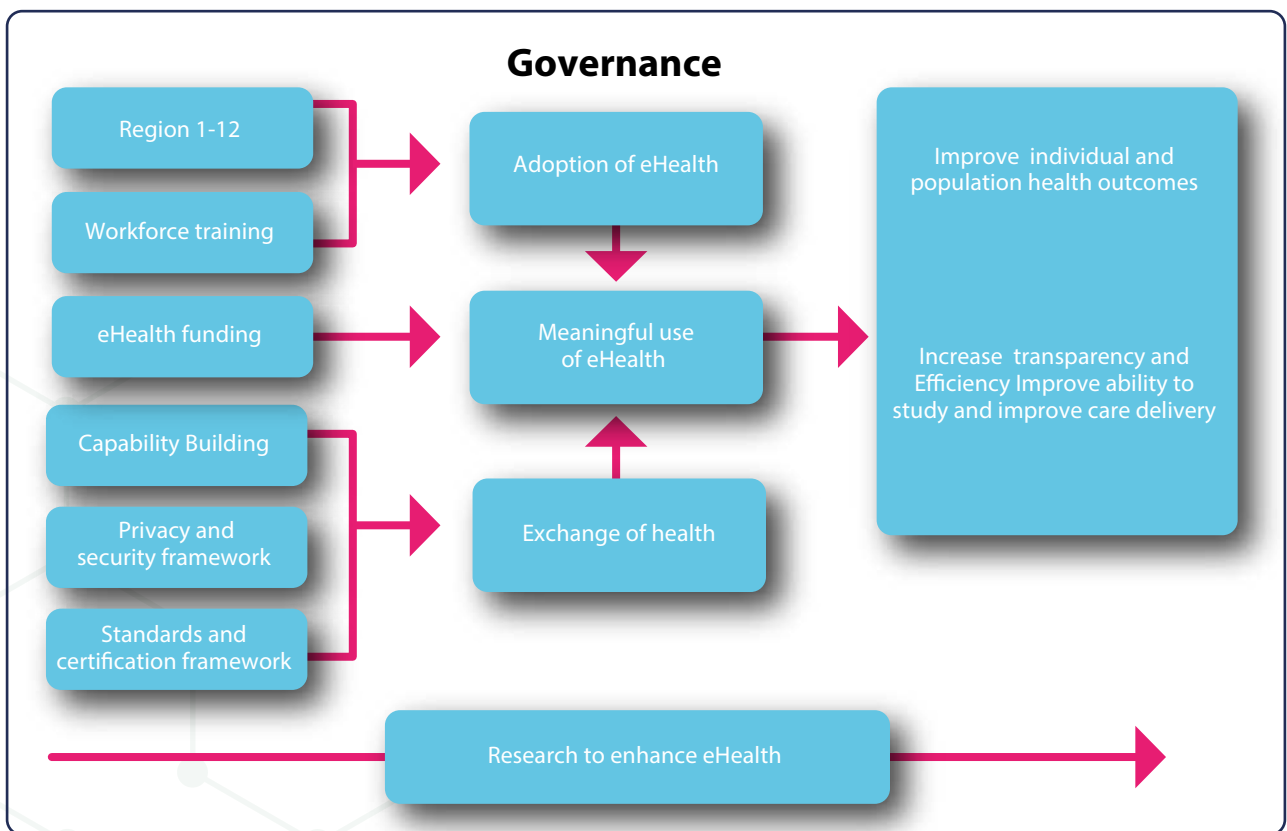 Governance
Region 1-12
Workforce training
eHealth funding
Capability Building
Privacy and
security framework
Standards and
certification framework
Adoption of eHealth
Meaningful use
of eHealth
Exchange of health
Improve individual and
population health outcomes
Increase transparency and
Efficiency Improve ability to
study and improve care delivery
Research to enhance eHealth